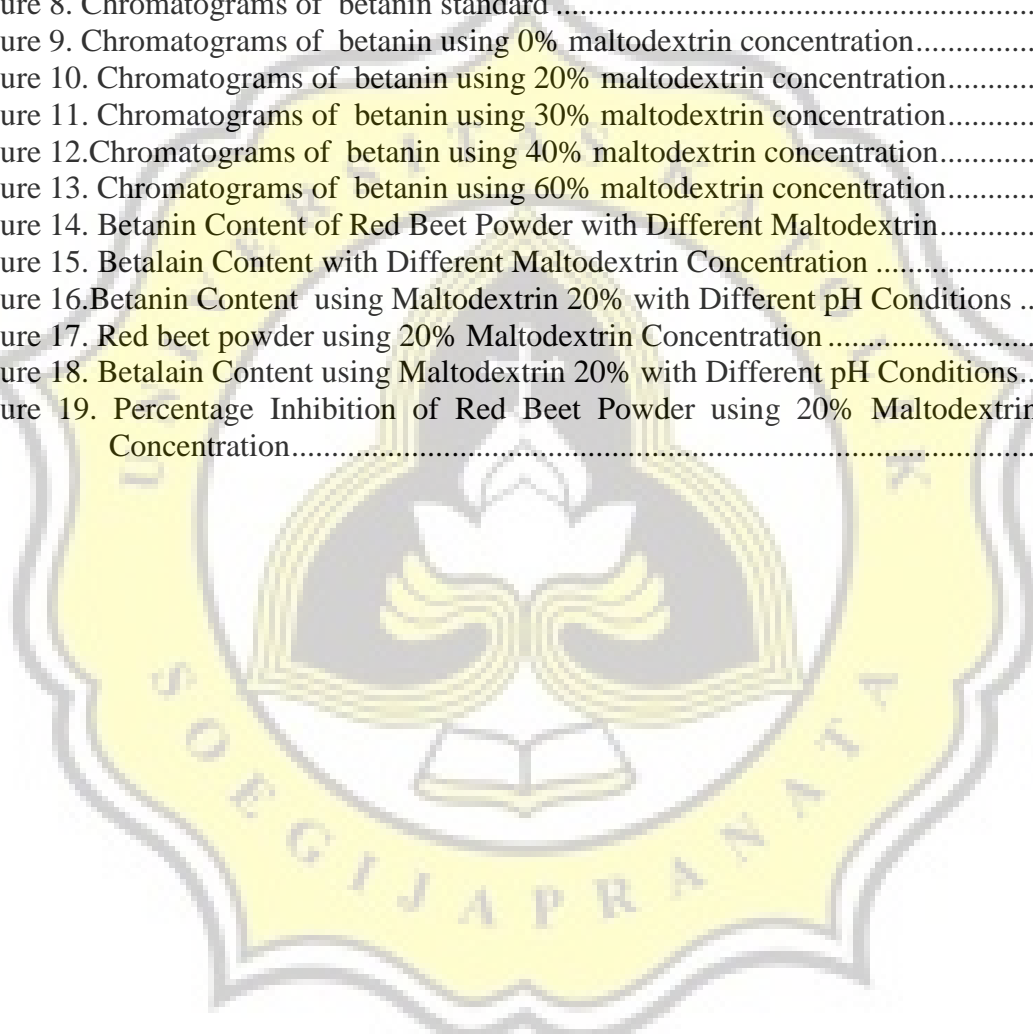 ure 8. Chromatograms of betanin standard ........................................................
ure 9. Chromatograms of betanin using 0% maltodextrin concentration..............
ure 10. Chromatograms of betanin using 20% maltodextrin concentration..........
ure 11. Chromatograms of betanin using 30% maltodextrin concentration..........
ure 12.Chromatograms of betanin using 40% maltodextrin concentration...........
ure 13. Chromatograms of betanin using 60% maltodextrin concentration..........
ure 14. Betanin Content of Red Beet Powder with Different Maltodextrin...........
ure 15. Betalain Content with Different Maltodextrin Concentration ...................
ure 16.Betanin Content using Maltodextrin 20% with Different pH Conditions ..
ure 17. Red beet powder using 20% Maltodextrin Concentration .........................
ure 18. Betalain Content using Maltodextrin 20% with Different pH Conditions..
ure 19. Percentage Inhibition of Red Beet Powder using 20% Maltodextrin
Concentration.............................................................................................
SOEGIJAPRANATA